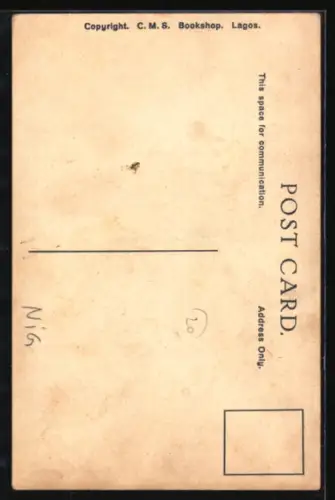 Copyright. C. M. S. Bookshop. Lagos.
POST CARD.
This space for communication. Address Only.
20
NiG